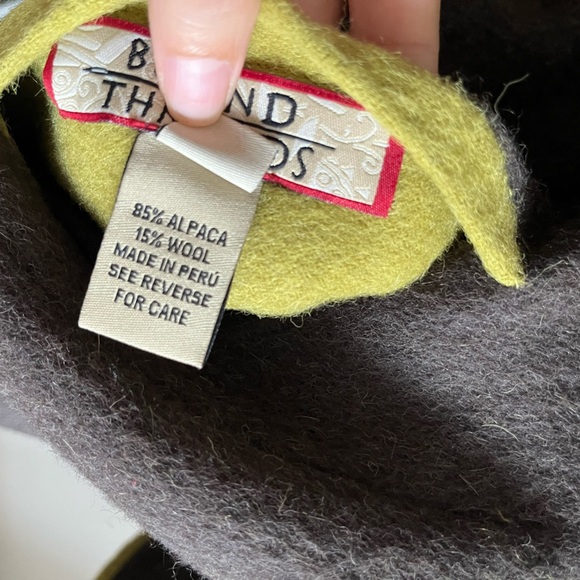 85% ALPACA
15% WOOL
MADE IN PERÚ
SEE REVERSE
FOR CARE